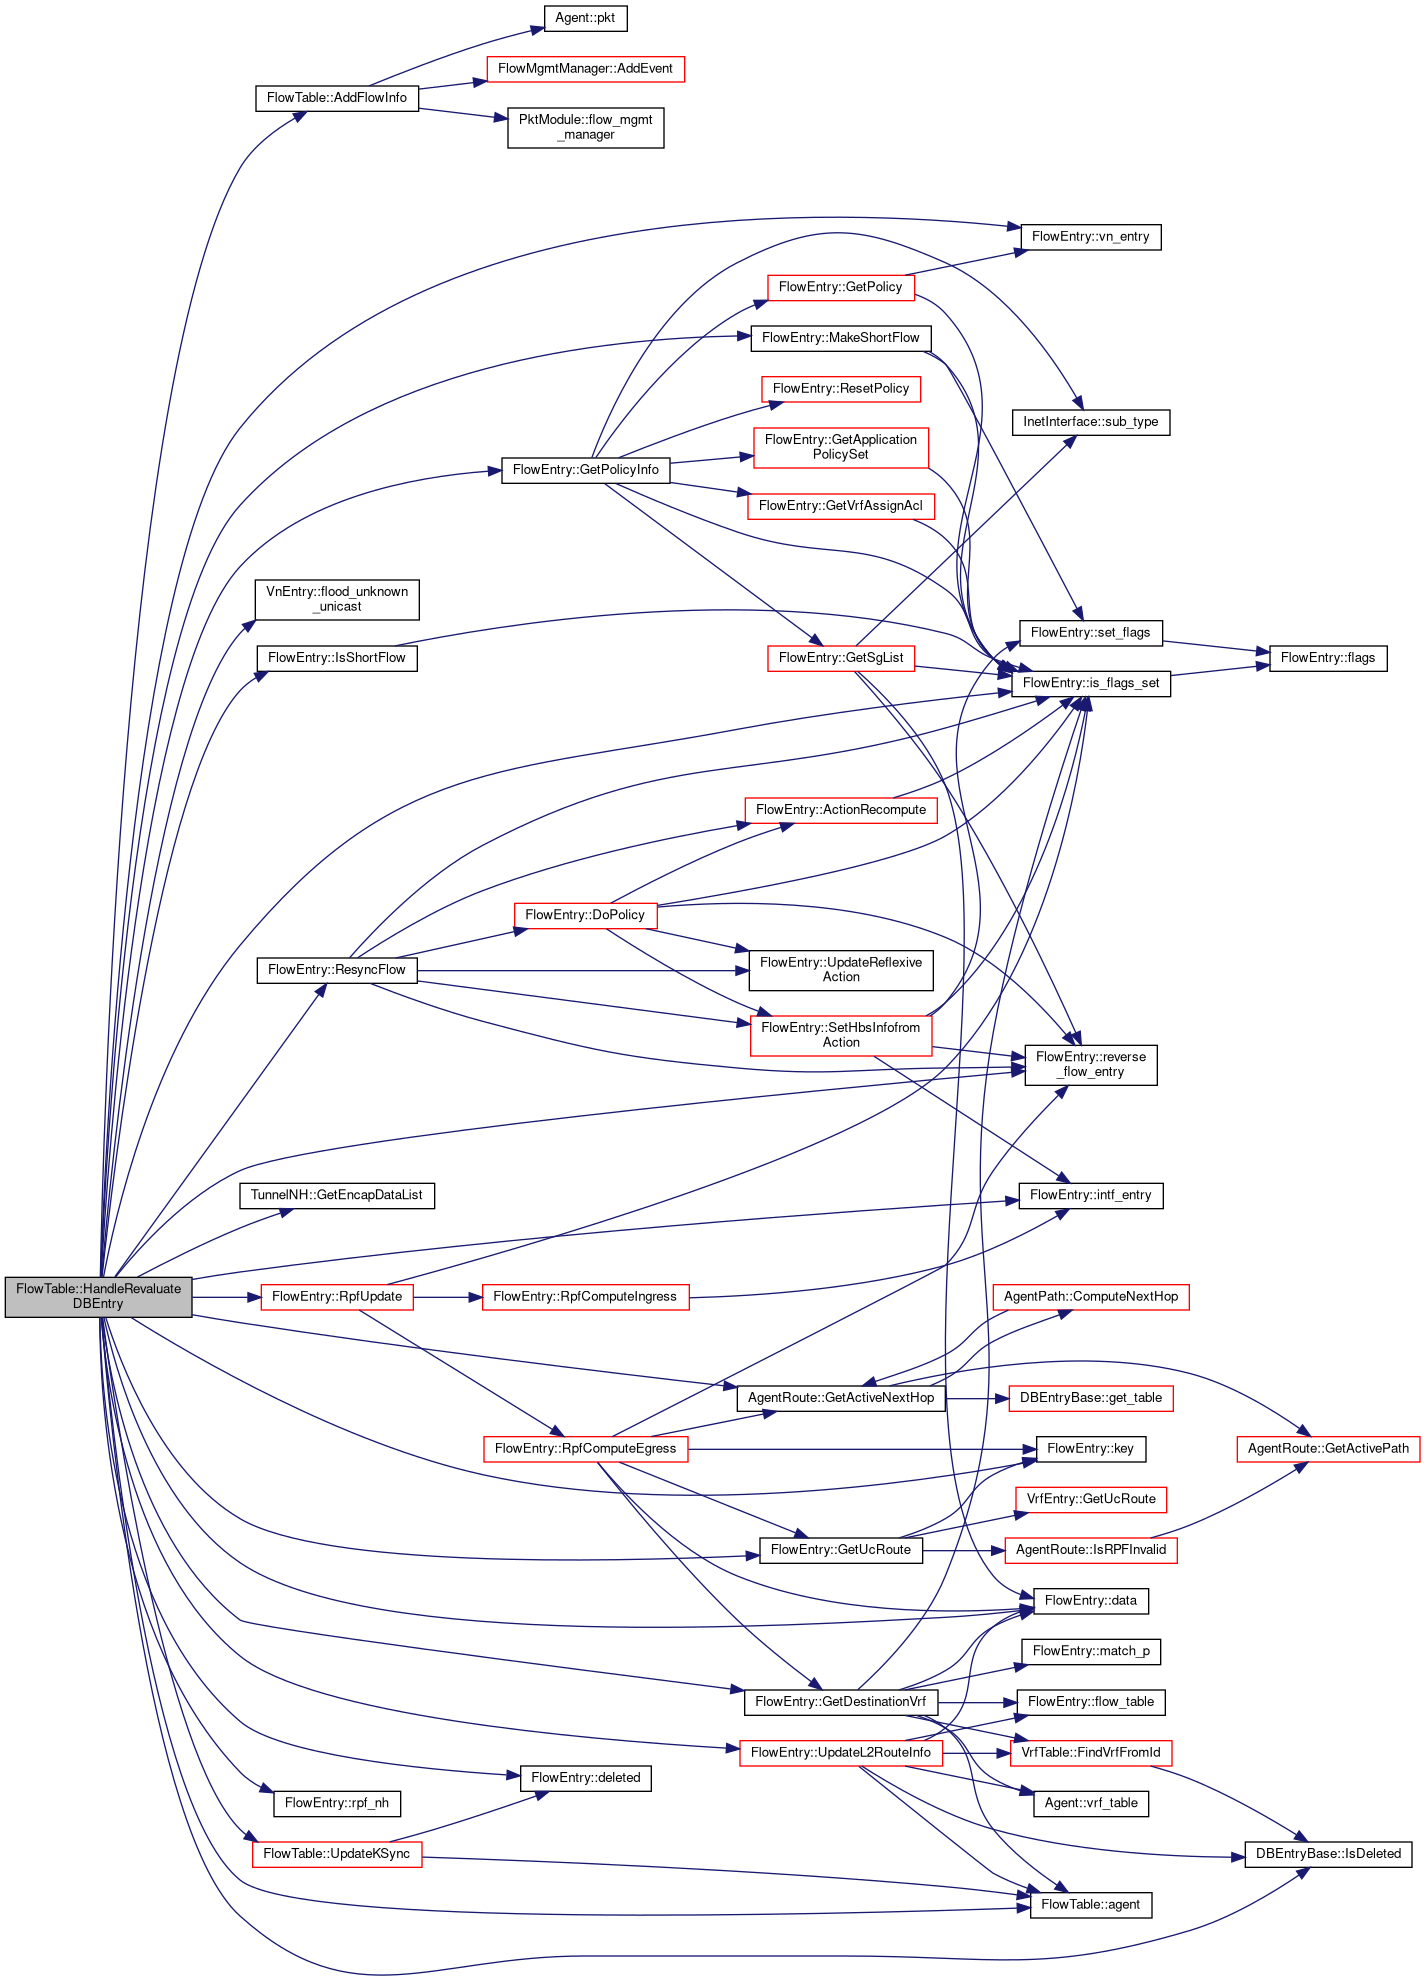 Agent::pkt
FlowMgmtManager::AddEvent
FlowTable::AddFlowInfo
PktModule::flow_mgmt
_manager
FlowEntry::vn_entry
FlowEntry::GetPolicy
FlowEntry::MakeShortFlow
FlowEntry::ResetPolicy
InetInterface::sub_type
FlowEntry::GetApplication
PolicySet
FlowEntry::GetPolicyInfo
FlowEntry::GetVrfAssignAcl
VnEntry::flood_unknown
_unicast
FlowEntry::IsShortFlow
FlowEntry::GetSgList
FlowEntry::set_flags
FlowEntry::flags
FlowEntry::is_flags_set
FlowEntry::ActionRecompute
FlowEntry::DoPolicy
FlowEntry::ResyncFlow
FlowEntry::UpdateReflexive
Action
FlowEntry::SetHbsInfofrom
Action
FlowEntry::reverse
_flow_entry
TunnelNH::GetEncapDataList
FlowEntry::intf_entry
FlowTable::HandleRevaluate
DBEntry
FlowEntry::RpfUpdate
FlowEntry::RpfComputeIngress
AgentPath::ComputeNextHop
AgentRoute::GetActiveNextHop
DBEntryBase::get_table
FlowEntry::RpfComputeEgress
FlowEntry::key
AgentRoute::GetActivePath
VrfEntry::GetUcRoute
FlowEntry::GetUcRoute
AgentRoute::IsRPFInvalid
FlowEntry::data
FlowEntry::match_p
FlowEntry::GetDestinationVrf
FlowEntry::flow_table
FlowEntry::UpdateL2RouteInfo
VrfTable::FindVrfFromId
FlowEntry::deleted
FlowEntry::rpf_nh
Agent::vrf_table
FlowTable::UpdateKSync
DBEntryBase::IsDeleted
FlowTable::agent